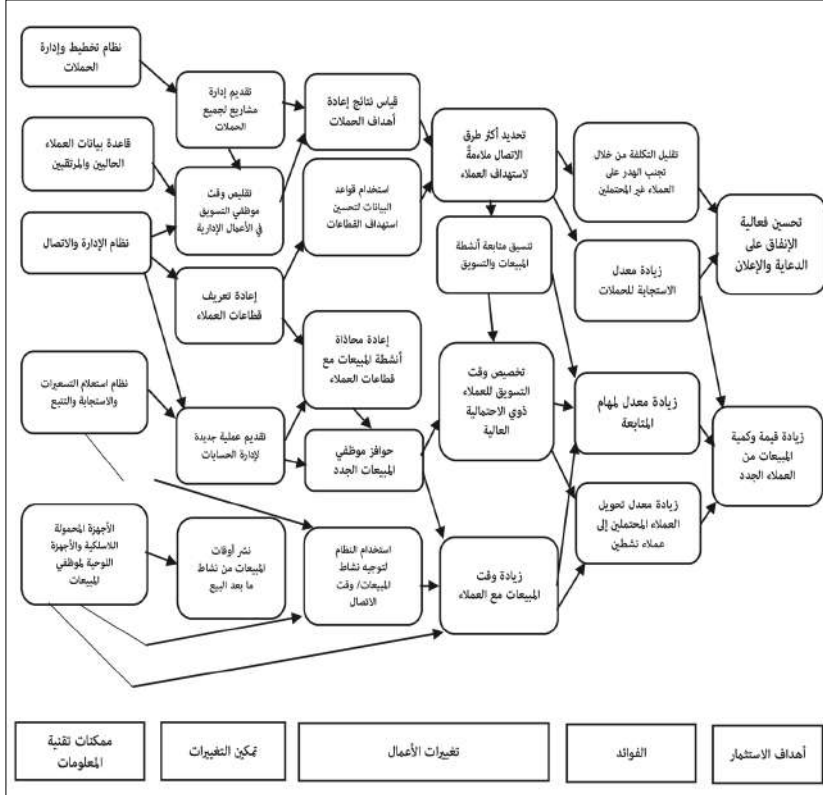 نظام تخطيط وإدارة
الحملات
قاعدة بيانات العملاء
الحاليين والمرتقبين
نظام الإدارة والاتصال
نظام استعلام التسعيرات
والاستجابة والتتبع
الأجهزة المحمولة
اللاسلكية والأجهزة
اللوحية لموظفي
المبيعات
تقديم إدارة
مشاريع لجميع
الحملات
تقليص وقت
موظفي التسويق
في الأعمال الإدارية
إعادة تعريف
قطاعات العملاء
تقديم عملية جديدة
لإدارة الحسابات
نشر أوقات
المبيعات من نشاط
ما بعد البيع
قياس نتائج إعادة
أهداف الحملات
استخدام قواعد
البيانات لتحسين
استهداف القطاعات
إعادة محاذاة
أنشطة المبيعات مع
قطاعات العملاء
حوافز موظفي
المبيعات الجدد
استخدام النظام
لتوجيه نشاط
المبيعات/ وقت
الاتصال
تحديد أكثر طرق
الاتصال ملاءمةً
لاستهداف العملاء
تنسيق متابعة أنشطة
المبيعات والتسويق
تخصيص وقت
التسويق للعملاء
ذوي الاحتمالية
العالية
زيادة وقت
المبيعات مع العملاء
تقليل التكلفة من خلال
تجنب الهدر على
العملاء غير المحتملين
زيادة معدل
الاستجابة للحملات
زيادة معدل لمهام
المتابعة
زيادة معدل تحويل
العملاء المحتملين إلى
عملاء نشطين
تحسين فعالية
الإنفاق على
الدعاية والإعلان
زيادة قيمة وكمية
المبيعات من
العملاء الجدد
ممكنات تقنية
المعلومات
تمكين التغييرات
تغييرات الأعمال
الفوائد
أهداف الاستثمار